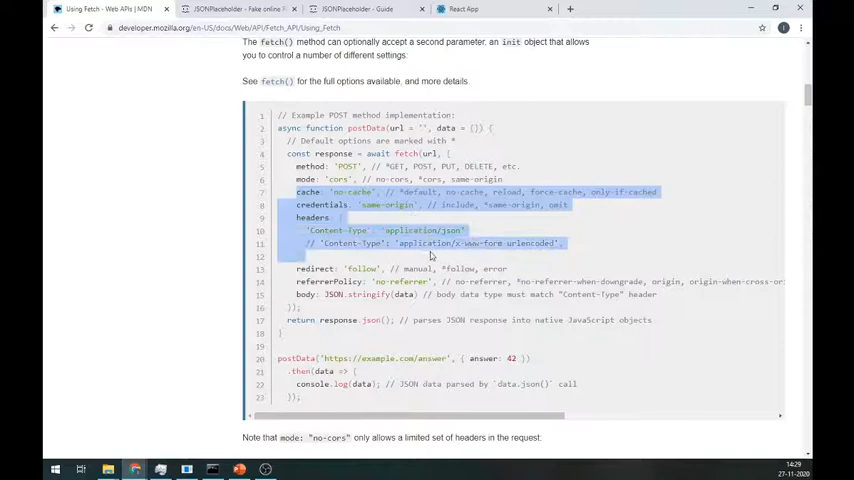 Using Fetch - Web APIs | MDN
JSONPlaceholder - Fake online
JSONPlaceholder - Guide
React App
developer.mozilla.org/en-US/docs/Web/API/Fetch_API/Using_Fetch
The fetch() method can optionally accept a second parameter, an init object that allows
you to control a number of different settings:
See fetch() for the full options available, and more details.
1 // Example POST method implementation:
2 async function postData(url = '', data = {}) {
3 // Default options are marked with *
4 const response = await fetch(url, {
5 method: 'POST', // *GET, POST, PUT, DELETE, etc.
6 mode: 'cors', // no-cors, *cors, same-origin
7 cache: 'no-cache', // *default, no-cache, reload, force-cache, only-if-cached
8 credentials: 'same-origin', // include, *same-origin, omit
9 headers: {
10 'Content-Type': 'application/json'
11 // 'Content-Type': 'application/x-www-form-urlencoded',
12
13 redirect: 'follow', // manual, *follow, error
14 referrerPolicy: 'no-referrer', // no-referrer, *no-referrer-when-downgrade, origin, origin-when-cross-or
15 body: JSON.stringify(data) // body data type must match "Content-Type" header
16 });
17 return response.json(); // parses JSON response into native JavaScript objects
18 }
19
20 postData('https://example.com/answer', { answer: 42 })
21 .then(data => {
22 console.log(data); // JSON data parsed by `data.json()` call
23 });
Note that mode: "no-cors" only allows a limited set of headers in the request:
14:29
27-11-2020